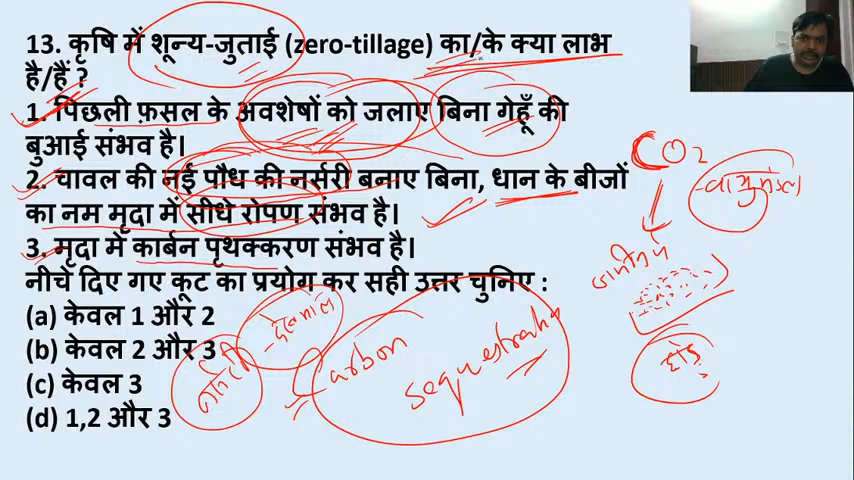 13. कृषि में शून्य-जुताई (zero-tillage) का/के क्या लाभ
है/हैं ?
1. पिछली फ़सल के अवशेषों को जलाए बिना गेहूँ की
बुआई संभव है।
2. चावल की नई पौध की नर्सरी बनाए बिना, धान के बीजों
का नम मृदा में सीधे रोपण संभव है।
3. मृदा में कार्बन पृथक्करण संभव है।
नीचे दिए गए कूट का प्रयोग कर सही उत्तर चुनिए :
(a) केवल 1 और 2
(b) केवल 2 और 3
(c) केवल 3
(d) 1,2 और 3
CO2
-वायुमंडल
carbon